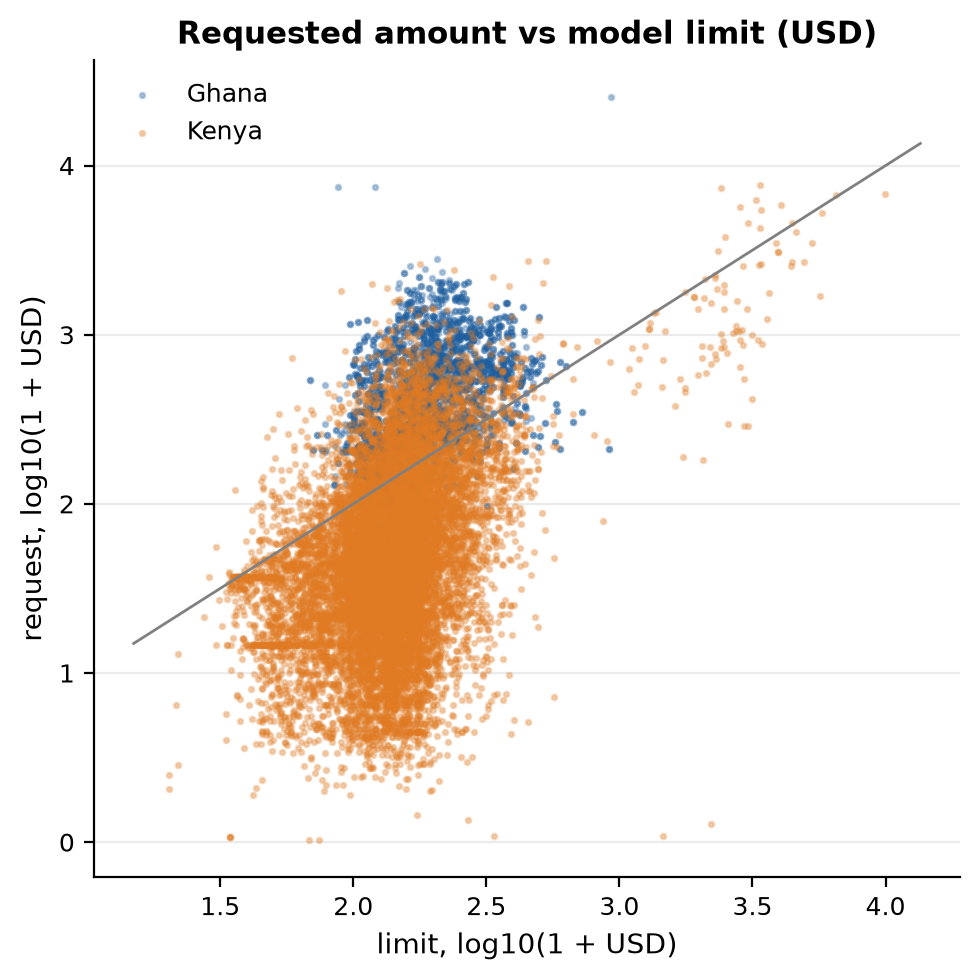 Requested amount vs model limit (USD)
Ghana
Kenya
4
3
2
1
0
request, log10(1 + USD)
1.5 2.0 2.5 3.0 3.5 4.0
limit, log10(1 + USD)